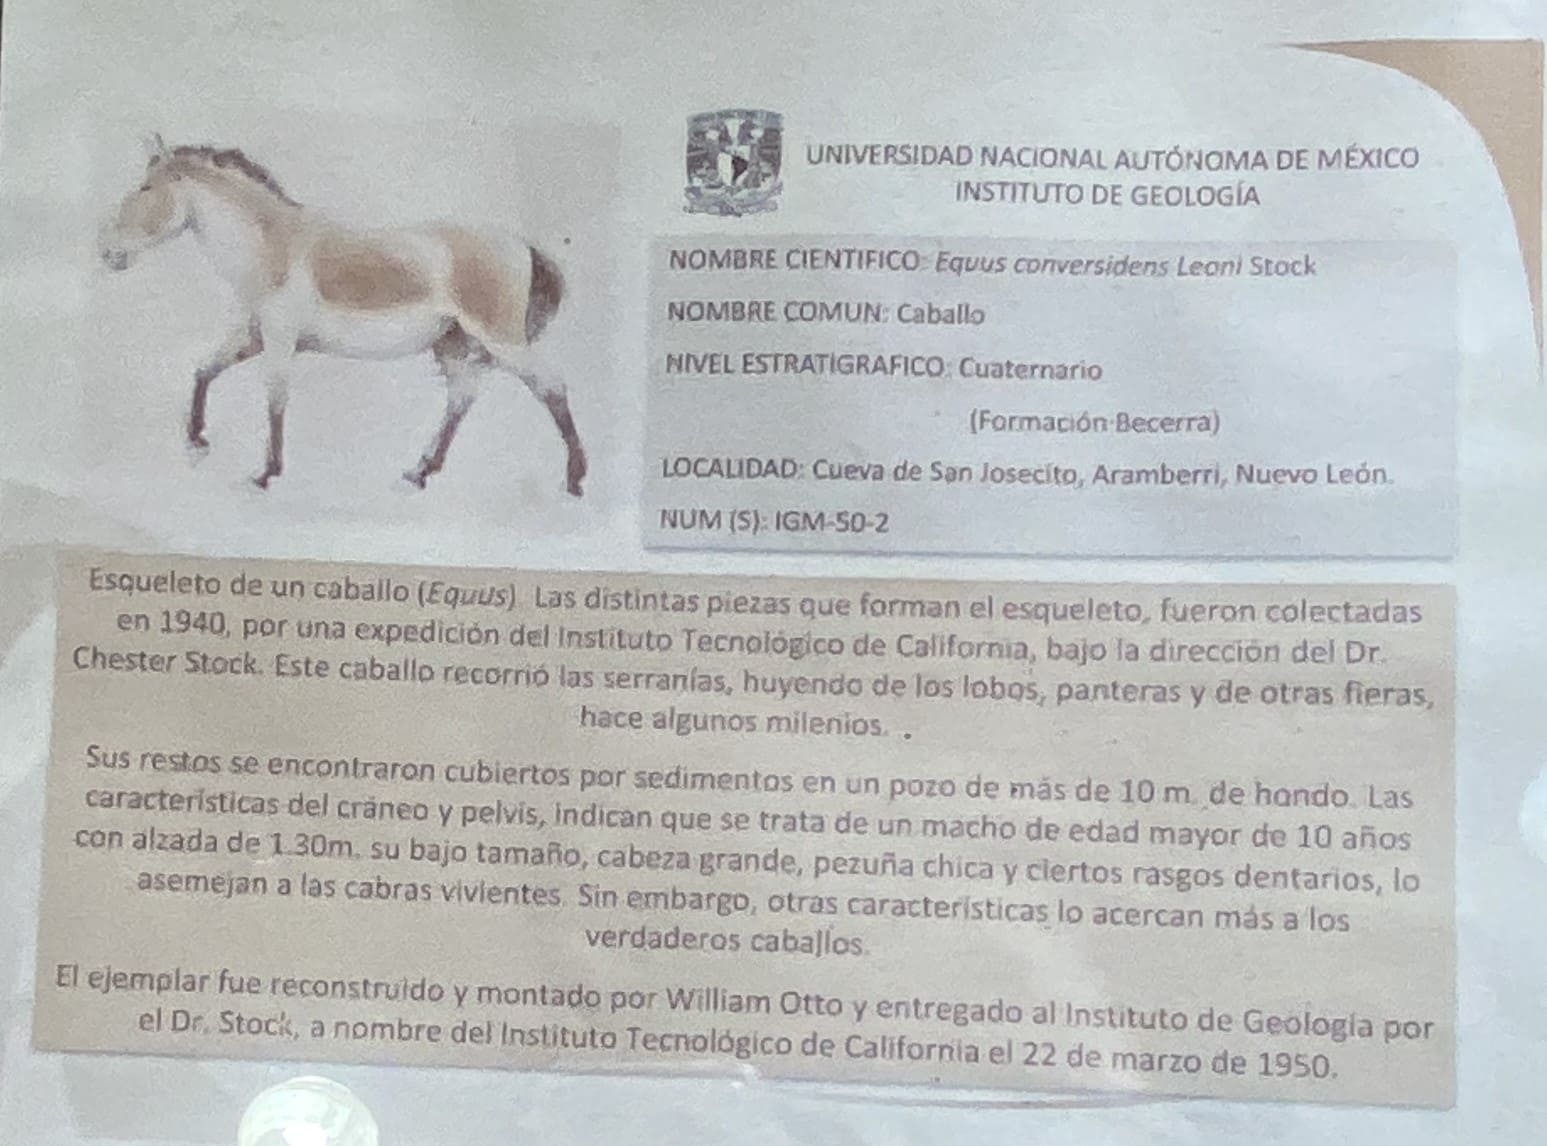 UNIVERSIDAD NACIONAL AUTÓNOMA DE MÉXICO
INSTITUTO DE GEOLOGÍA
NOMBRE CIENTIFICO: Equus conversidens Leoni Stock
NOMBRE COMUN: Caballo
NIVEL ESTRATIGRAFICO: Cuaternario
(Formación Becerra)
LOCALIDAD: Cueva de San Josecito, Aramberri, Nuevo León.
NUM (S): IGM-50-2
Esqueleto de un caballo (Equus). Las distintas piezas que forman el esqueleto, fueron colectadas
en 1940, por una expedición del Instituto Tecnológico de California, bajo la dirección del Dr.
Chester Stock. Este caballo recorrió las serranías, huyendo de los lobos, panteras y de otras fieras,
hace algunos milenios. .
Sus restos se encontraron cubiertos por sedimentos en un pozo de más de 10 m. de hondo. Las
características del cráneo y pelvis, indican que se trata de un macho de edad mayor de 10 años
con alzada de 1.30m. su bajo tamaño, cabeza grande, pezuña chica y ciertos rasgos dentarios, lo
asemejan a las cabras vivientes. Sin embargo, otras características lo acercan más a los
verdaderos caballos.
El ejemplar fue reconstruido y montado por William Otto y entregado al Instituto de Geología por
el Dr. Stock, a nombre del Instituto Tecnológico de California el 22 de marzo de 1950.